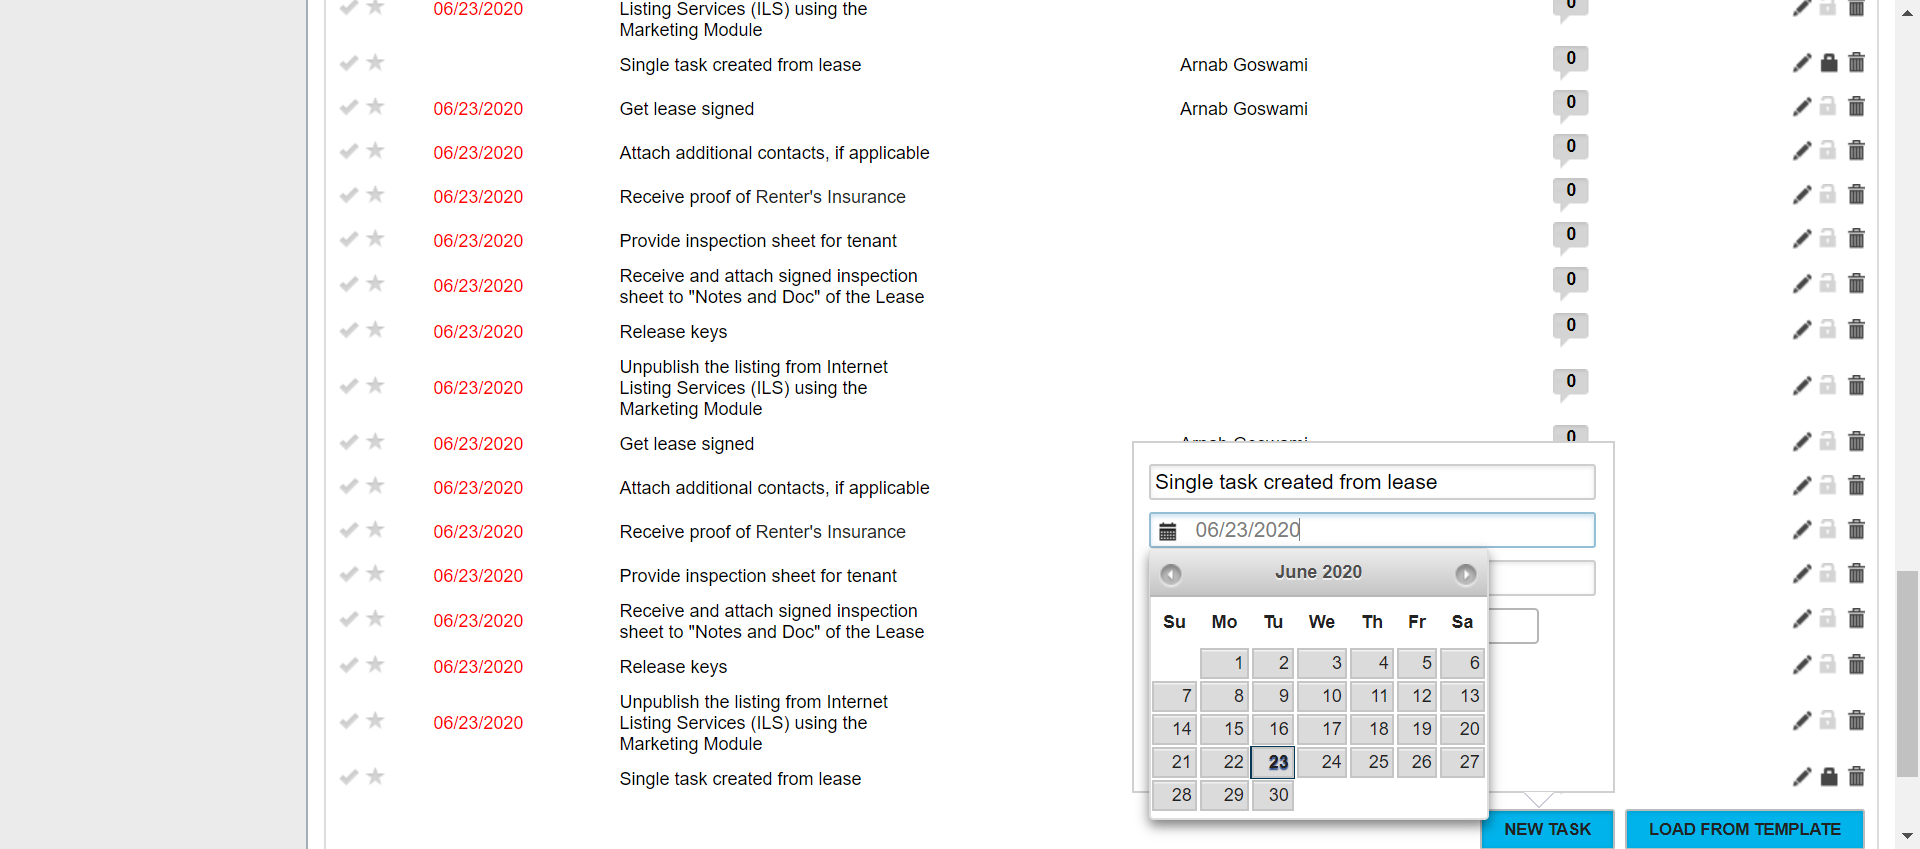 06/23/2020 Listing Services (ILS) using the 0
Marketing Module
Single task created from lease Arnab Goswami 0
06/23/2020 Get lease signed Arnab Goswami 0
06/23/2020 Attach additional contacts, if applicable 0
06/23/2020 Receive proof of Renter's Insurance 0
06/23/2020 Provide inspection sheet for tenant 0
Receive and attach signed inspection
06/23/2020 sheet to "Notes and Doc" of the Lease 0
06/23/2020 Release keys 0
Unpublish the listing from Internet
06/23/2020 Listing Services (ILS) using the 0
Marketing Module
06/23/2020 Get lease signed Arnab Goswami 0
06/23/2020 Attach additional contacts, if applicable
06/23/2020 Receive proof of Renter's Insurance
06/23/2020 Provide inspection sheet for tenant
Receive and attach signed inspection
06/23/2020 sheet to "Notes and Doc" of the Lease
06/23/2020 Release keys
Unpublish the listing from Internet
06/23/2020 Listing Services (ILS) using the
Marketing Module
Single task created from lease
Single task created from lease
06/23/2020
June 2020
Su Mo Tu We Th Fr Sa
1 2 3 4 5 6
7 8 9 10 11 12 13
14 15 16 17 18 19 20
21 22 23 24 25 26 27
28 29 30
NEW TASK LOAD FROM TEMPLATE